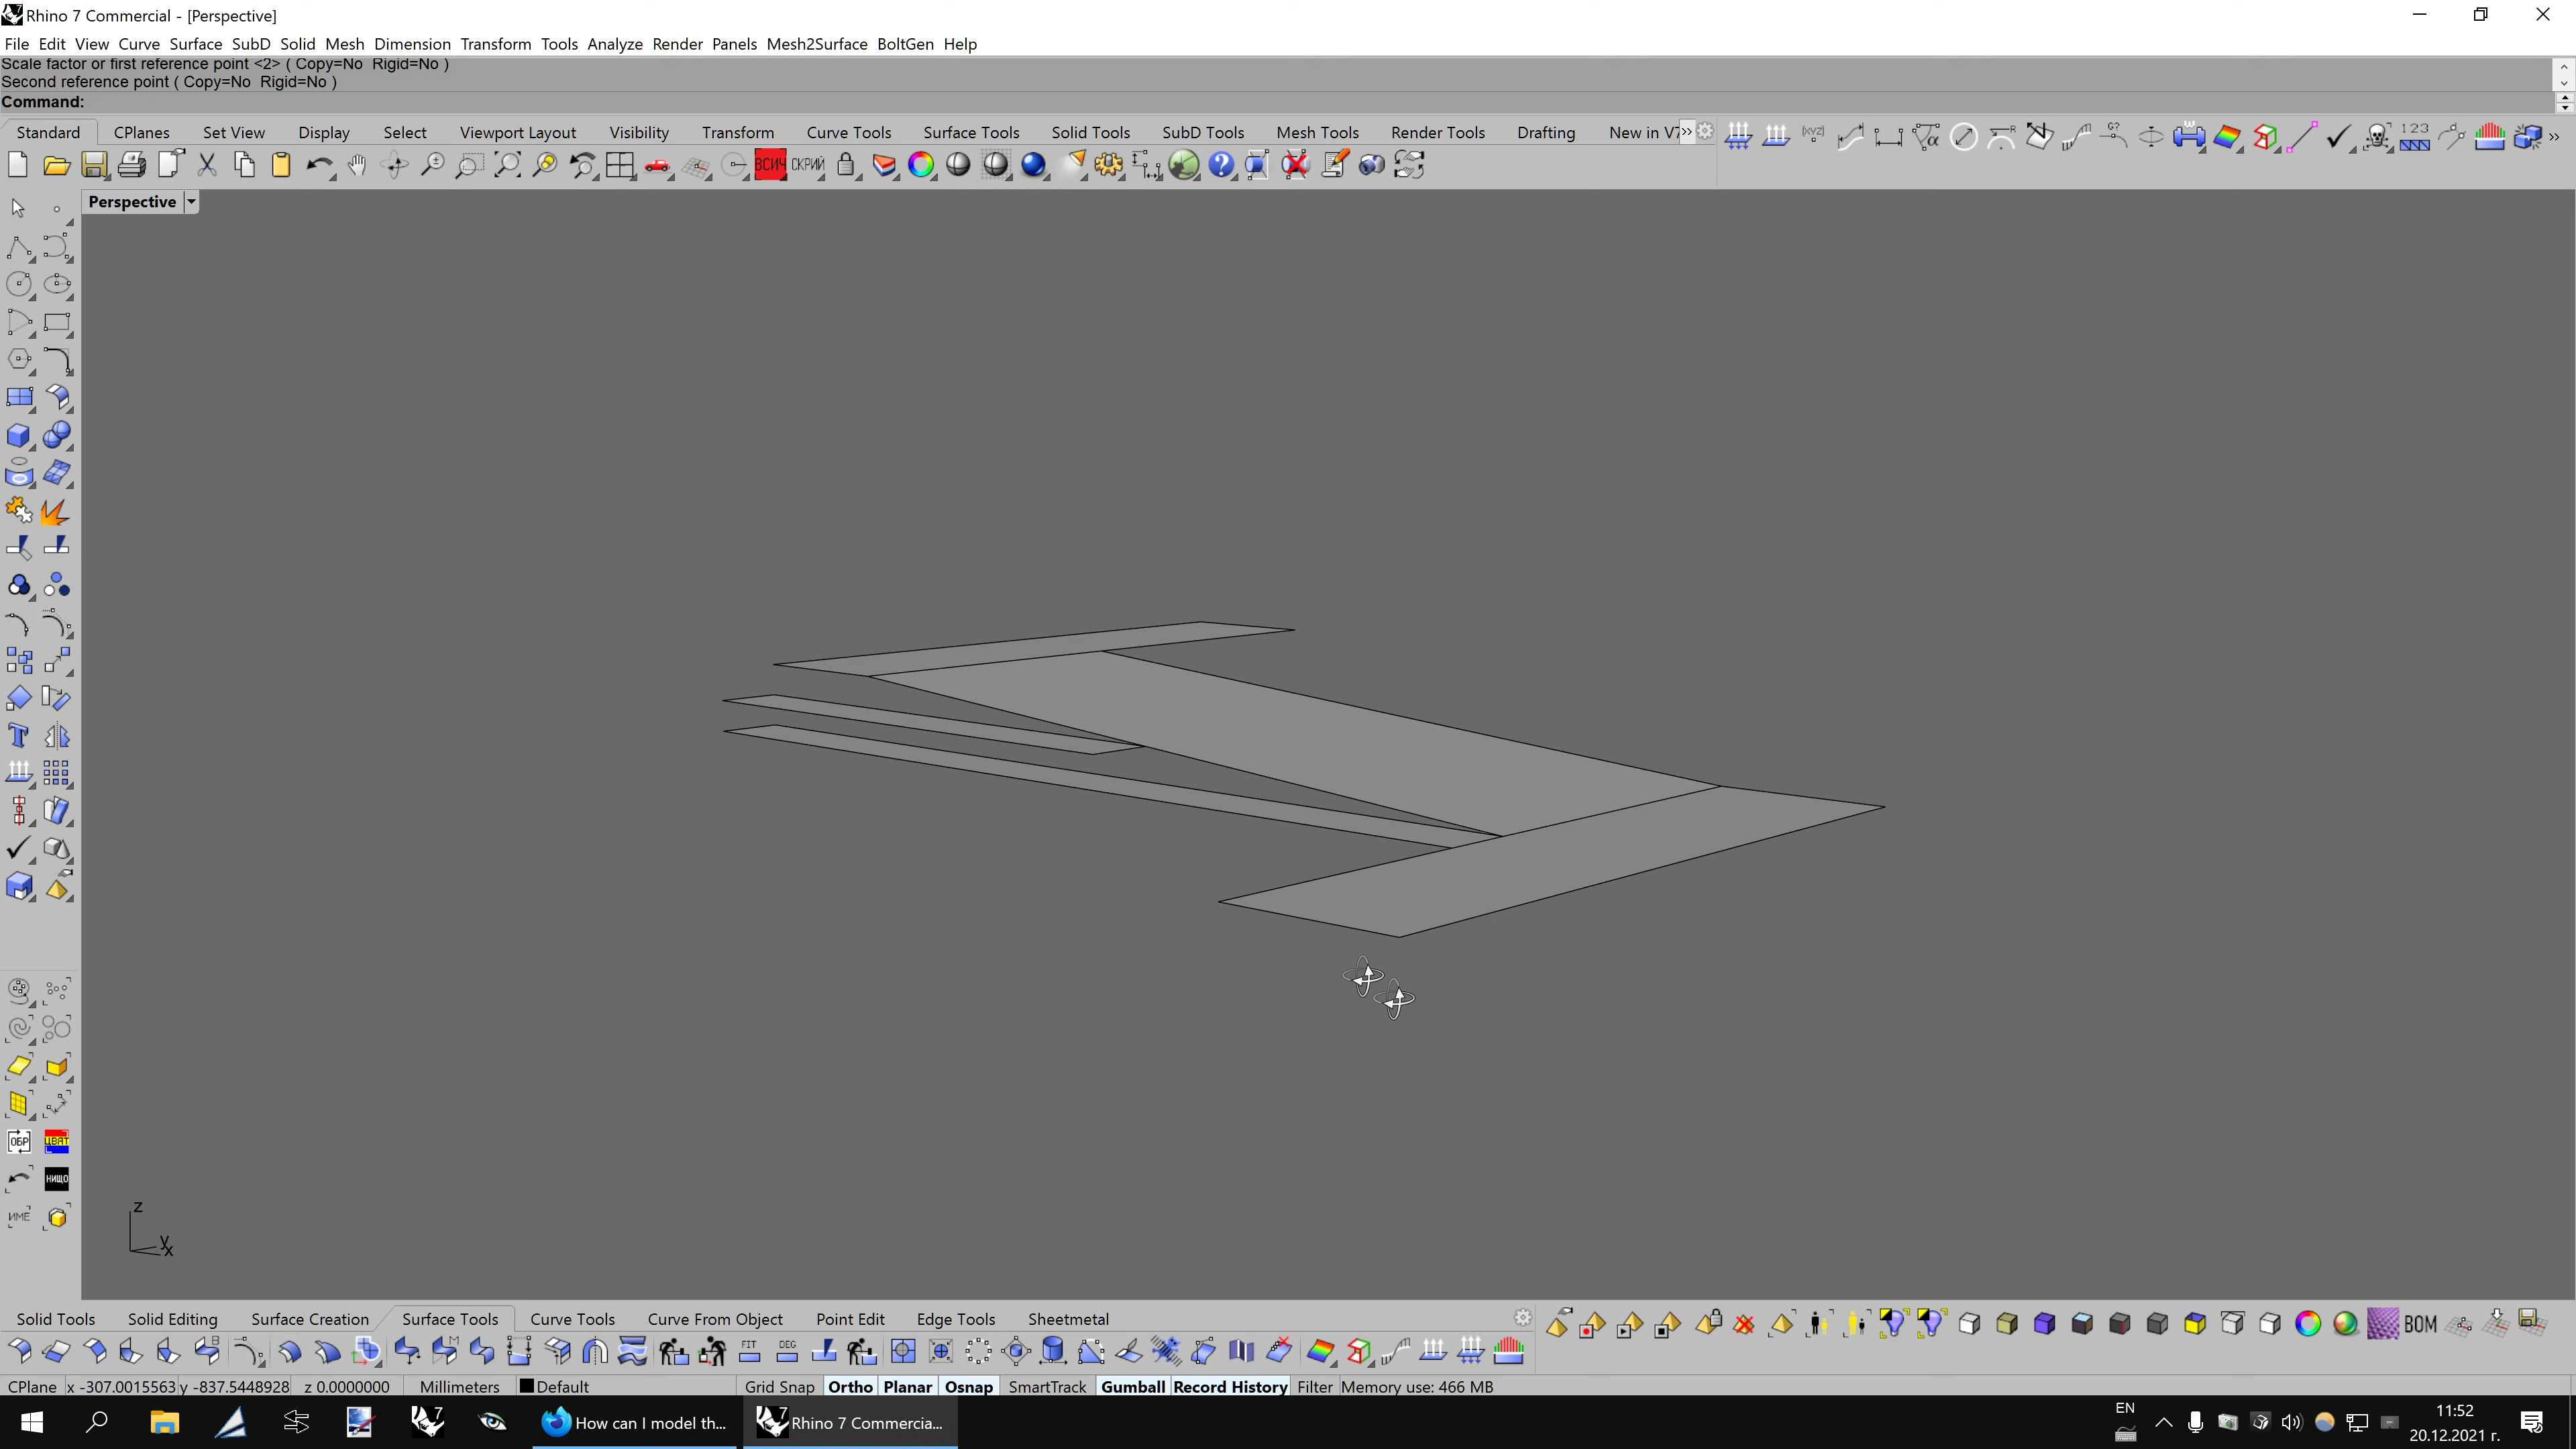 Rhino 7 Commercial - [Perspective]
File Edit View Curve Surface SubD Solid Mesh Dimension Transform Tools Analyze Render Panels Mesh2Surface BoltGen Help
Scale factor or first reference point <2> ( Copy=No Rigid=No )
Second reference point ( Copy=No Rigid=No )
Command:
Standard CPlanes Set View Display Select Viewport Layout Visibility Transform Curve Tools Surface Tools Solid Tools SubD Tools Mesh Tools Render Tools Drafting New in V7
ВСИЧ СКРИЙ
Perspective
ОБР ЦВЯТ
НИЩО
ИМЕ
z
y
x
Solid Tools Solid Editing Surface Creation Surface Tools Curve Tools Curve From Object Point Edit Edge Tools Sheetmetal
BOM
FIT DEG
CPlane x -307.0015563 y -837.5448928 z 0.0000000 Millimeters Default Grid Snap Ortho Planar Osnap SmartTrack Gumball Record History Filter Memory use: 466 MB
How can I model th... Rhino 7 Commercia...
EN
11:52
20.12.2021 г.